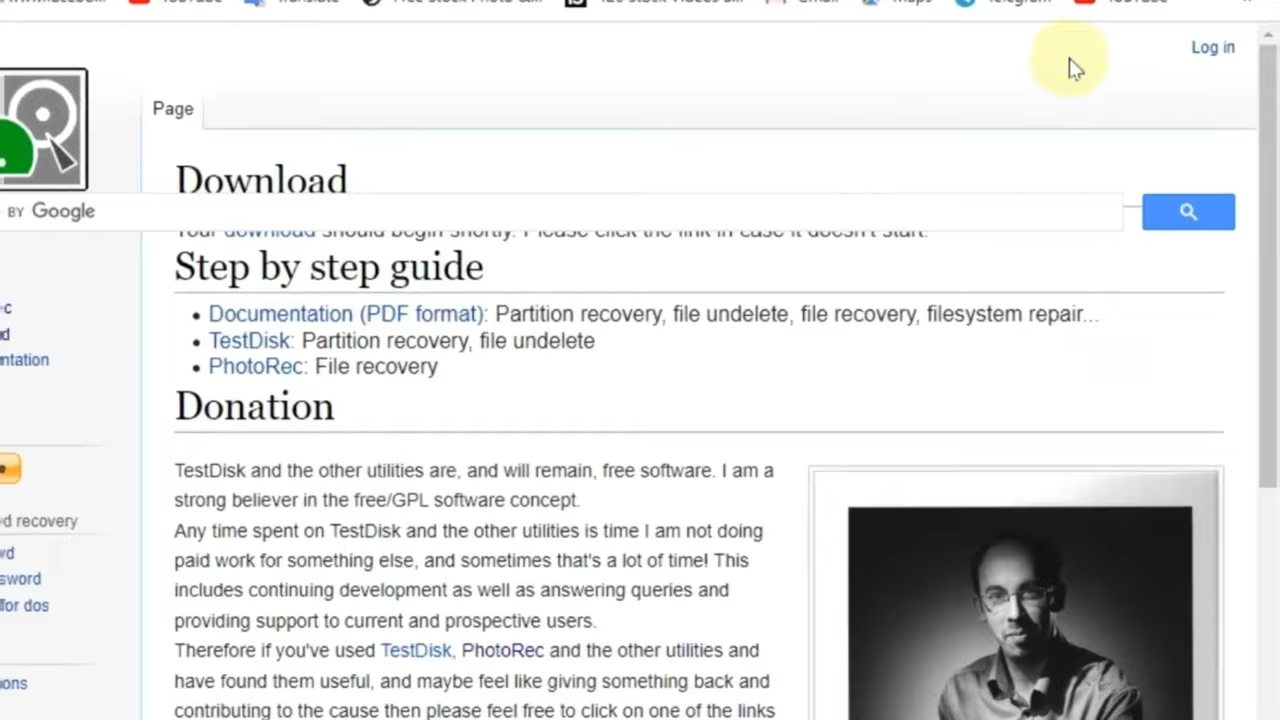 YouTube
Translate
Maps
Telegram
YouTube
Log in
Page
Download
BY Google
Your download should begin shortly. Please click the link in case it doesn't start.
Step by step guide
• Documentation (PDF format): Partition recovery, file undelete, file recovery, filesystem repair...
• TestDisk: Partition recovery, file undelete
• PhotoRec: File recovery
Donation
TestDisk and the other utilities are, and will remain, free software. I am a
strong believer in the free/GPL software concept.
Any time spent on TestDisk and the other utilities is time I am not doing
paid work for something else, and sometimes that's a lot of time! This
includes continuing development as well as answering queries and
providing support to current and prospective users.
Therefore if you've used TestDisk, PhotoRec and the other utilities and
have found them useful, and maybe feel like giving something back and
contributing to the cause then please feel free to click on one of the links
ntation
d recovery
sword
for dos
ons